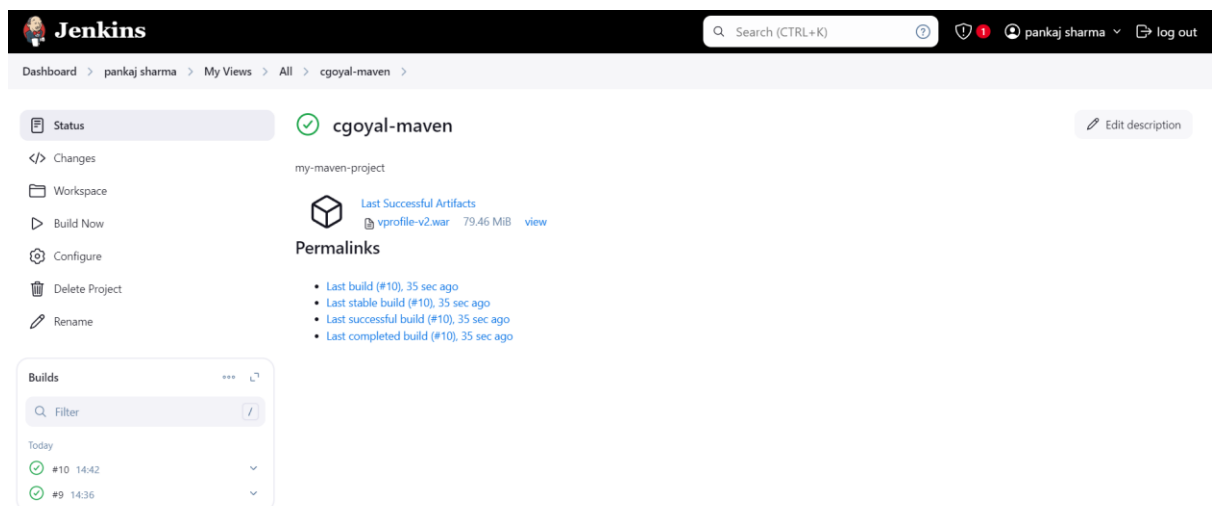 Jenkins
Search (CTRL+K)
?
1
pankaj sharma
log out
Dashboard > pankaj sharma > My Views > All > cgoyal-maven >
Status
Changes
Workspace
Build Now
Configure
Delete Project
Rename
Builds
Filter
/
Today
#10 14:42
#9 14:36
cgoyal-maven
Edit description
my-maven-project
Last Successful Artifacts
vprofile-v2.war 79.46 MiB view
Permalinks
• Last build (#10), 35 sec ago
• Last stable build (#10), 35 sec ago
• Last successful build (#10), 35 sec ago
• Last completed build (#10), 35 sec ago